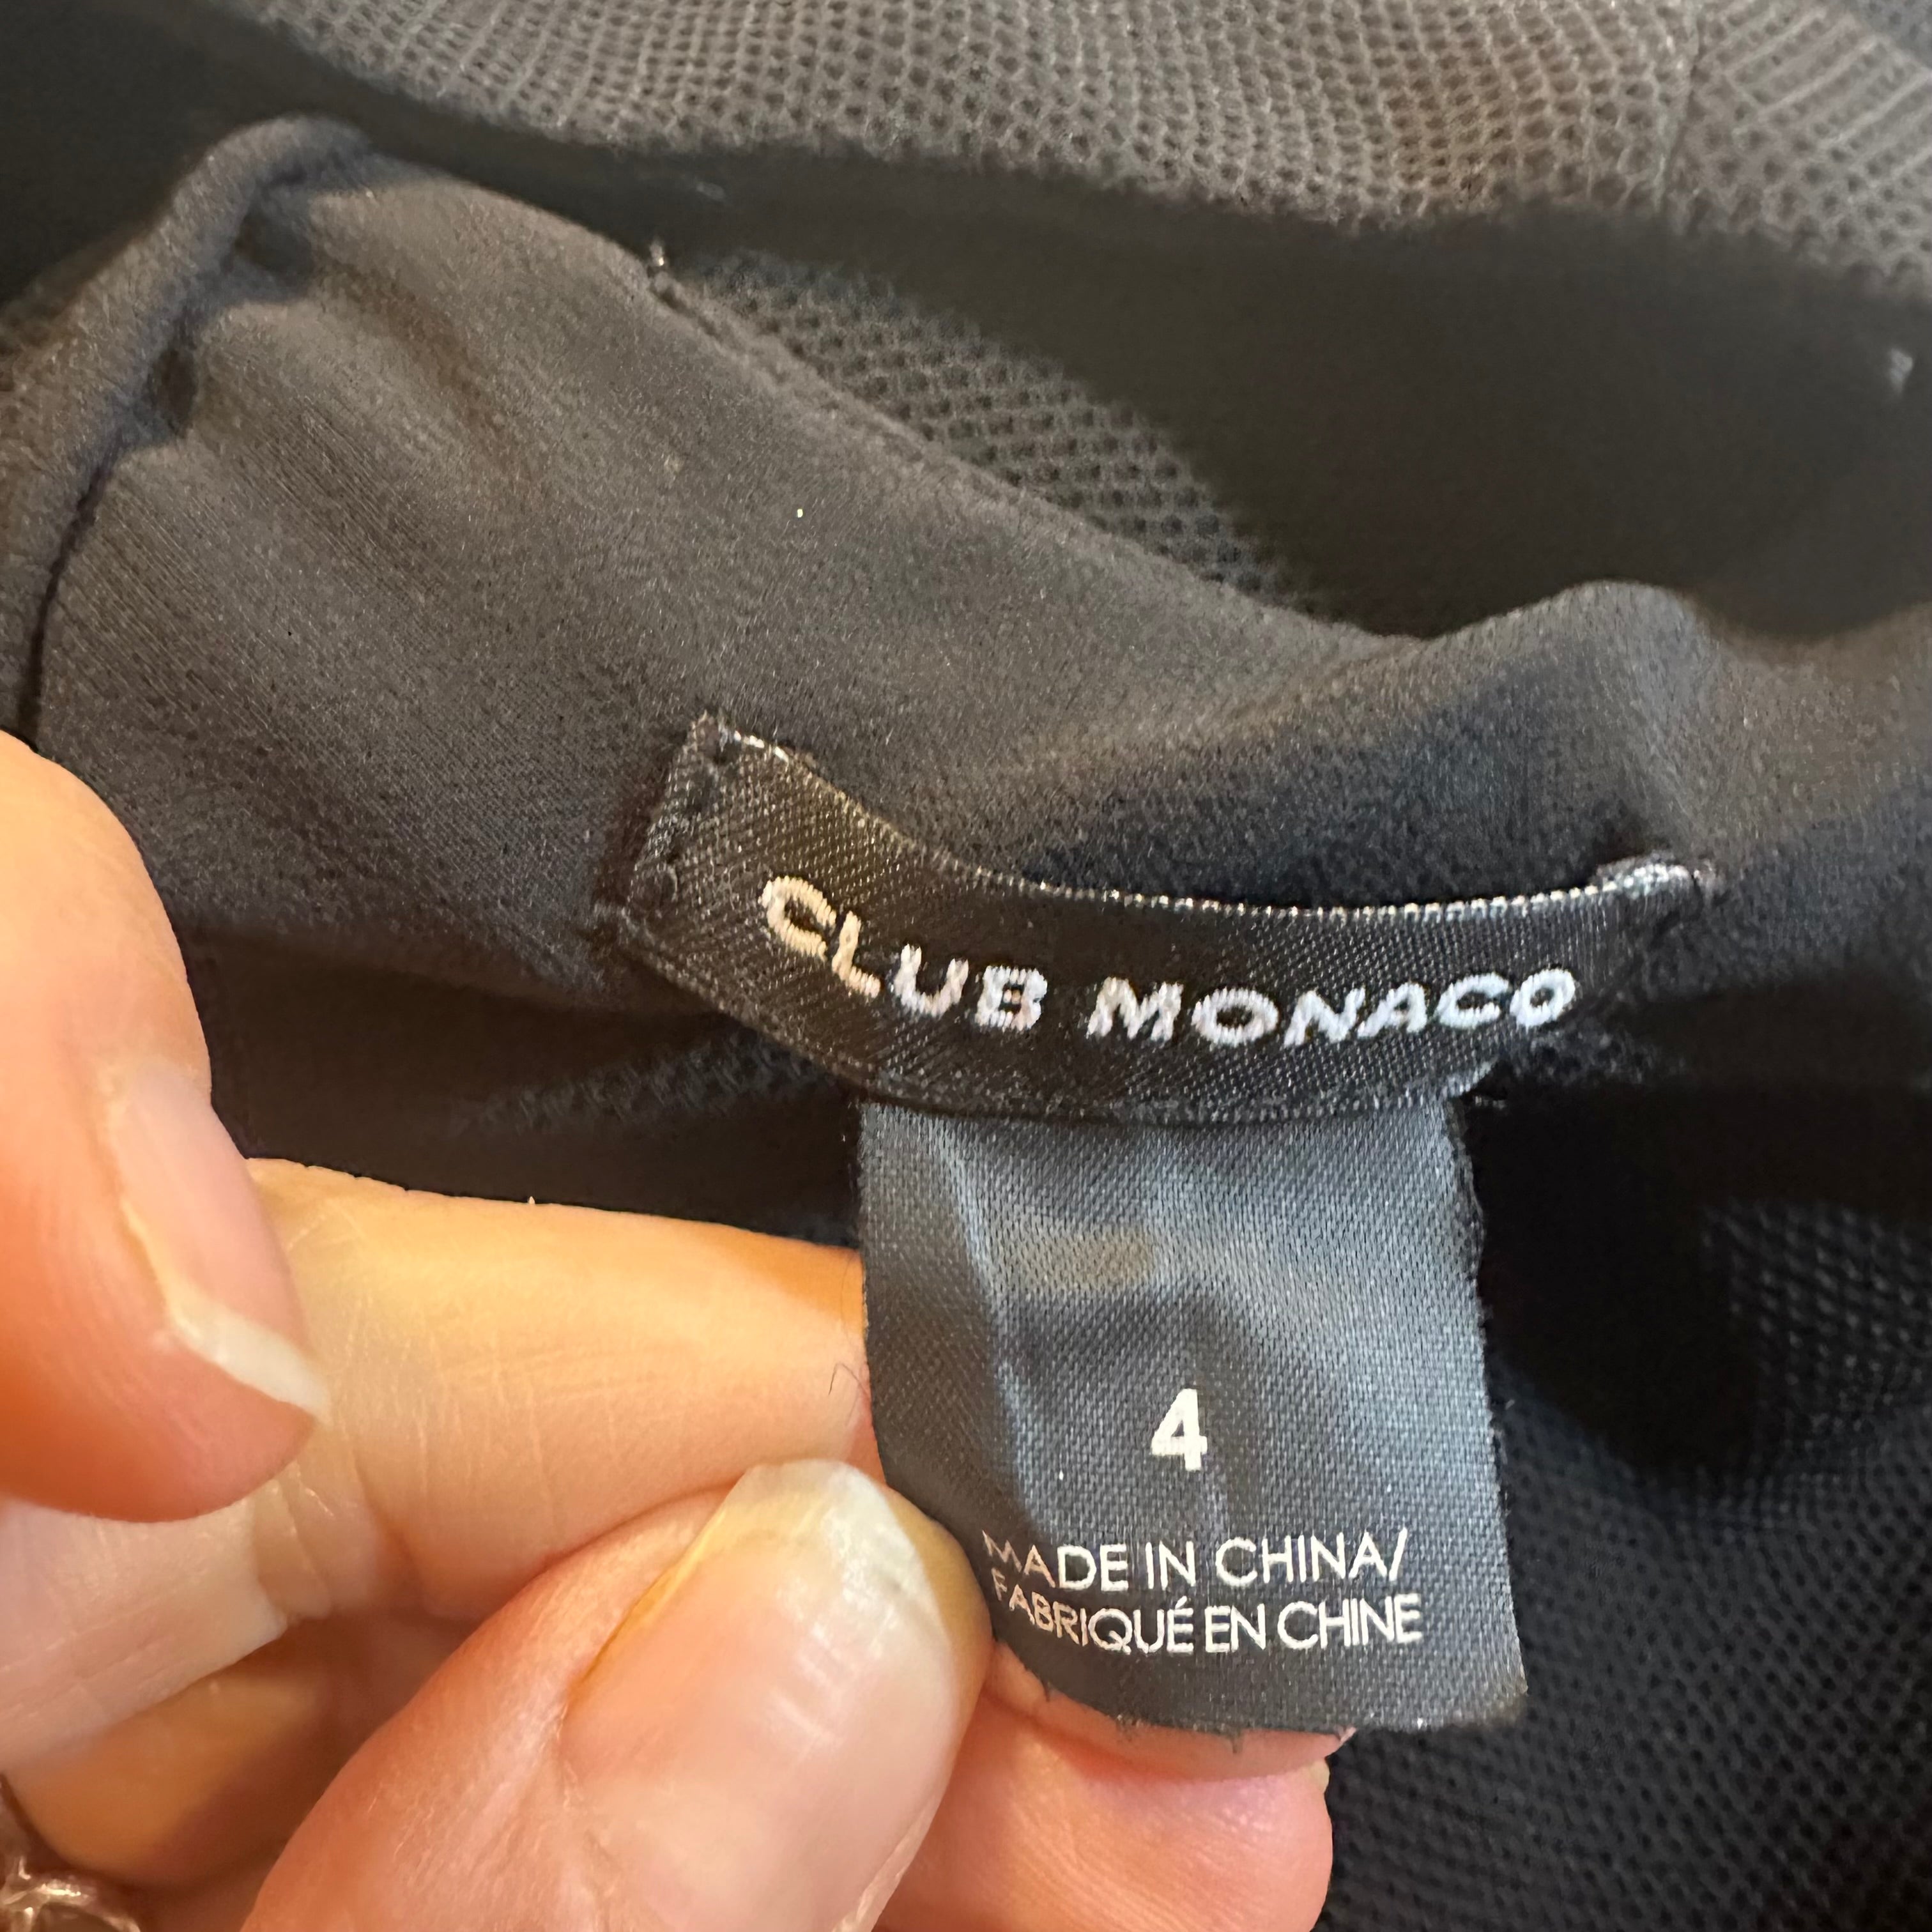 CLUB MONACO
4
MADE IN CHINA/
FABRIQUÉ EN CHINE